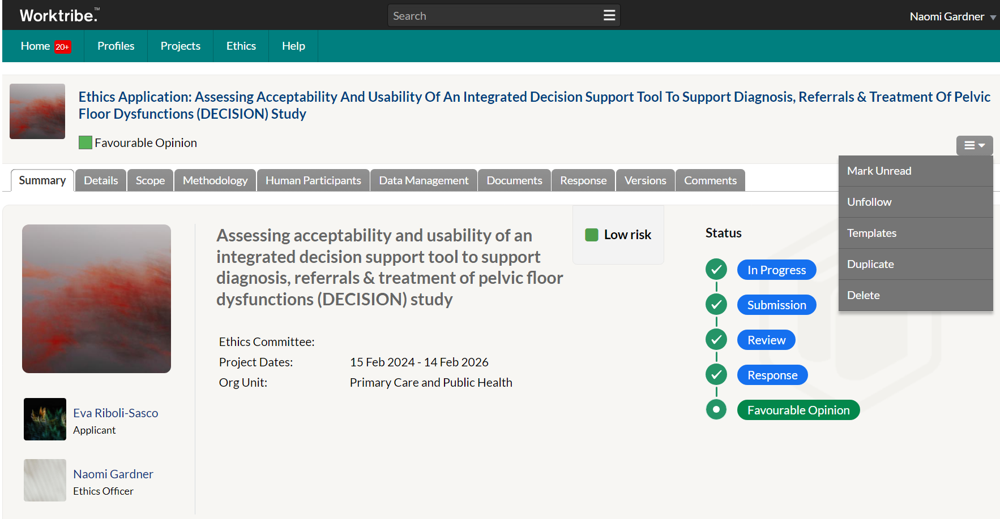 Worktribe.™
Search
Naomi Gardner
Home 20+
Profiles
Projects
Ethics
Help
Ethics Application: Assessing Acceptability And Usability Of An Integrated Decision Support Tool To Support Diagnosis, Referrals & Treatment Of Pelvic
Floor Dysfunctions (DECISION) Study
Favourable Opinion
Mark Unread
Unfollow
Templates
Duplicate
Delete
Summary
Details
Scope
Methodology
Human Participants
Data Management
Documents
Response
Versions
Comments
Assessing acceptability and usability of an
integrated decision support tool to support
diagnosis, referrals & treatment of pelvic floor
dysfunctions (DECISION) study
Low risk
Ethics Committee:
Project Dates: 15 Feb 2024 - 14 Feb 2026
Org Unit: Primary Care and Public Health
Status
In Progress
Submission
Review
Response
Favourable Opinion
Eva Riboli-Sasco
Applicant
Naomi Gardner
Ethics Officer